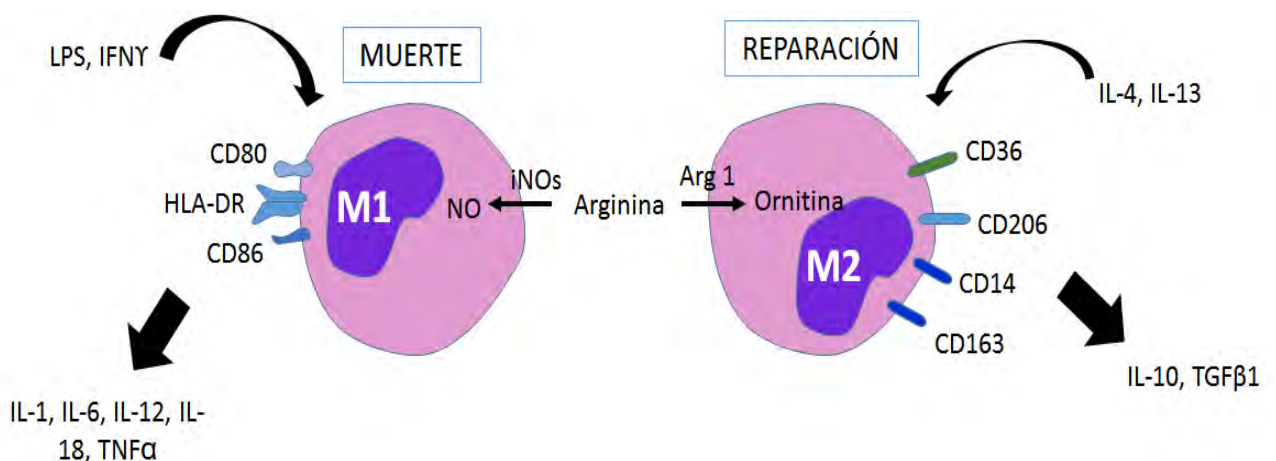 LPS, IFNϒ
MUERTE
REPARACIÓN
IL-4, IL-13
CD80
HLA-DR
CD86
M1
NO
iNOs
Arginina
Arg 1
Ornitina
M2
CD36
CD206
CD14
CD163
IL-1, IL-6, IL-12, IL-
18, TNFα
IL-10, TGFβ1